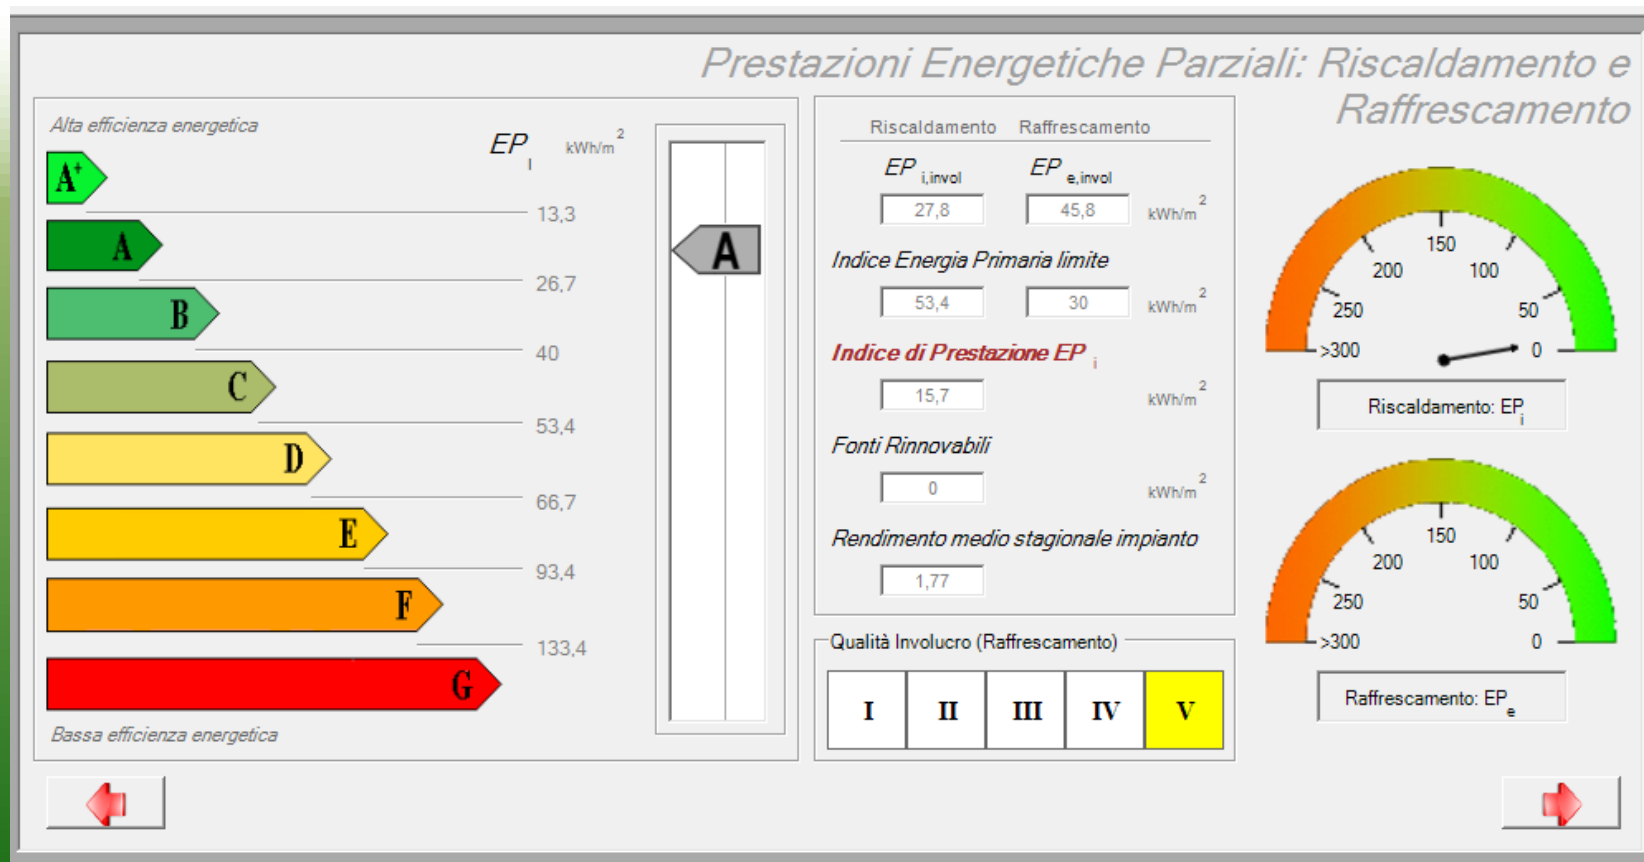 Prestazioni Energetiche Parziali: Riscaldamento e
Raffrescamento
Alta efficienza energetica
EP i kWh/m²
A+
13,3
A
26,7
B
40
C
53,4
D
66,7
E
93,4
F
133,4
G
Bassa efficienza energetica
A
Riscaldamento Raffrescamento
EP i,invol EP e,invol
27,8 45,8 kWh/m²
Indice Energia Primaria limite
53,4 30 kWh/m²
Indice di Prestazione EP i
15,7 kWh/m²
Fonti Rinnovabili
0 kWh/m²
Rendimento medio stagionale impianto
1,77
Qualità Involucro (Raffrescamento)
I II III IV V
150
200 100
250 50
>300 0
Riscaldamento: EP i
150
200 100
250 50
>300 0
Raffrescamento: EP e